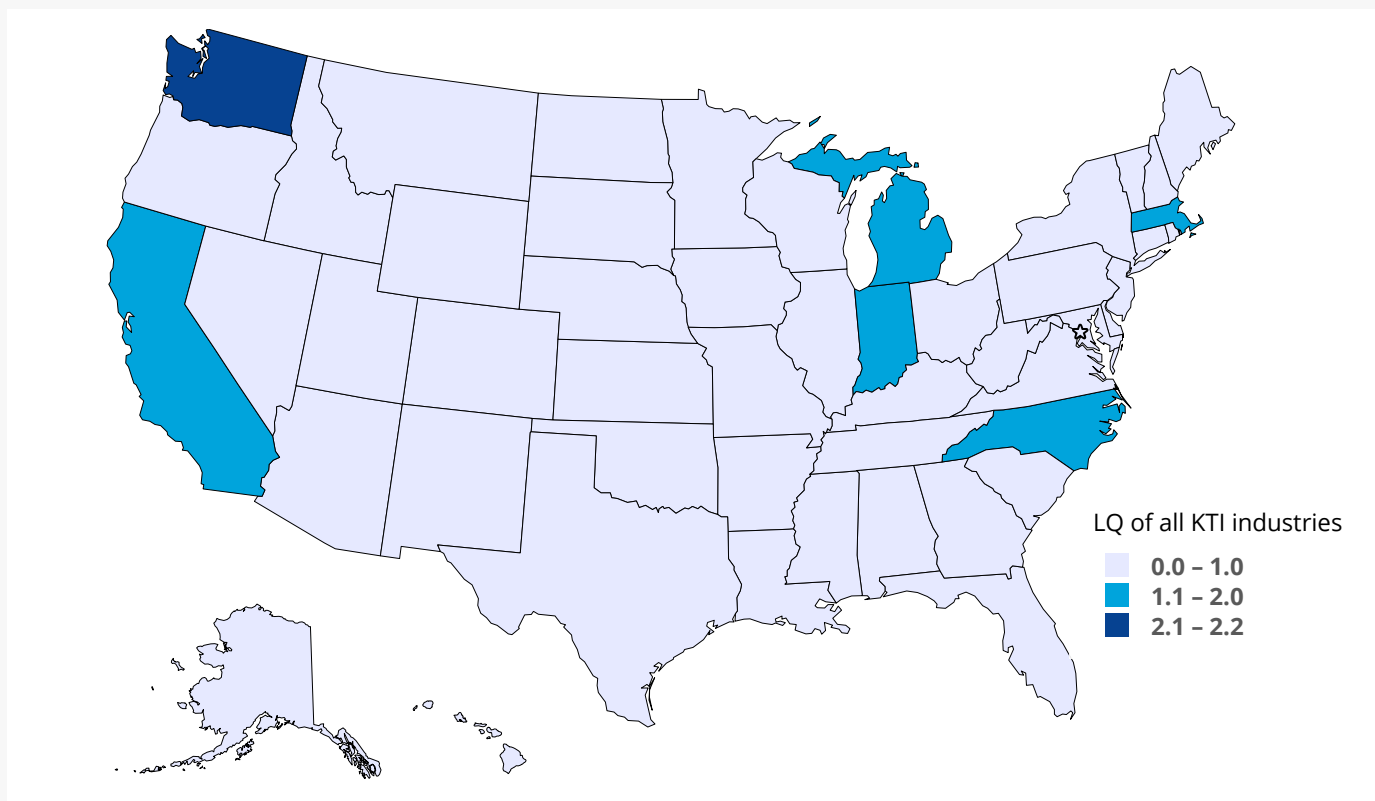 LQ of all KTI industries
0.0 – 1.0
1.1 – 2.0
2.1 – 2.2